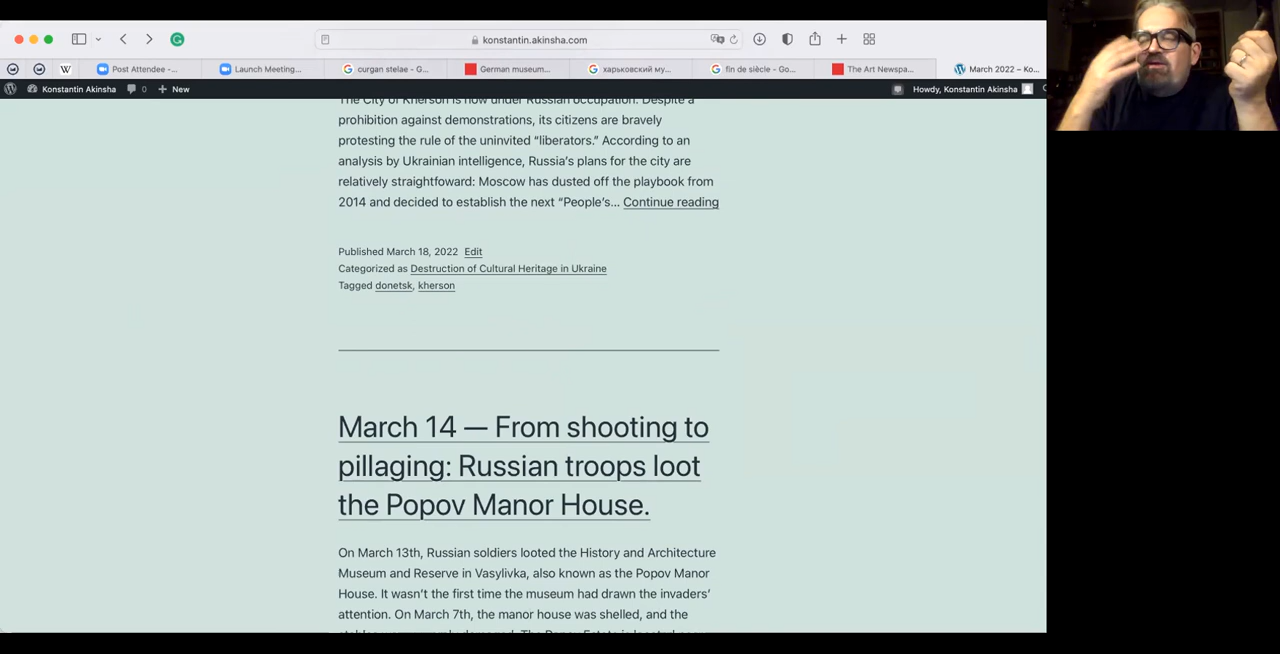 konstantin.akinsha.com
W
Post Attendee -...
Launch Meeting...
curgan stelae - G...
German museum...
харьковский му...
fin de siècle - Go...
The Art Newspa...
March 2022 – Ko...
Konstantin Akinsha
0
+ New
Howdy, Konstantin Akinsha
The City of Kherson is now under Russian occupation. Despite a
prohibition against demonstrations, its citizens are bravely
protesting the rule of the uninvited “liberators.” According to an
analysis by Ukrainian intelligence, Russia’s plans for the city are
relatively straightfoward: Moscow has dusted off the playbook from
2014 and decided to establish the next “People’s... Continue reading
Published March 18, 2022 Edit
Categorized as Destruction of Cultural Heritage in Ukraine
Tagged donetsk, kherson
March 14 — From shooting to
pillaging: Russian troops loot
the Popov Manor House.
On March 13th, Russian soldiers looted the History and Architecture
Museum and Reserve in Vasylivka, also known as the Popov Manor
House. It wasn’t the first time the museum had drawn the invaders’
attention. On March 7th, the manor house was shelled, and the